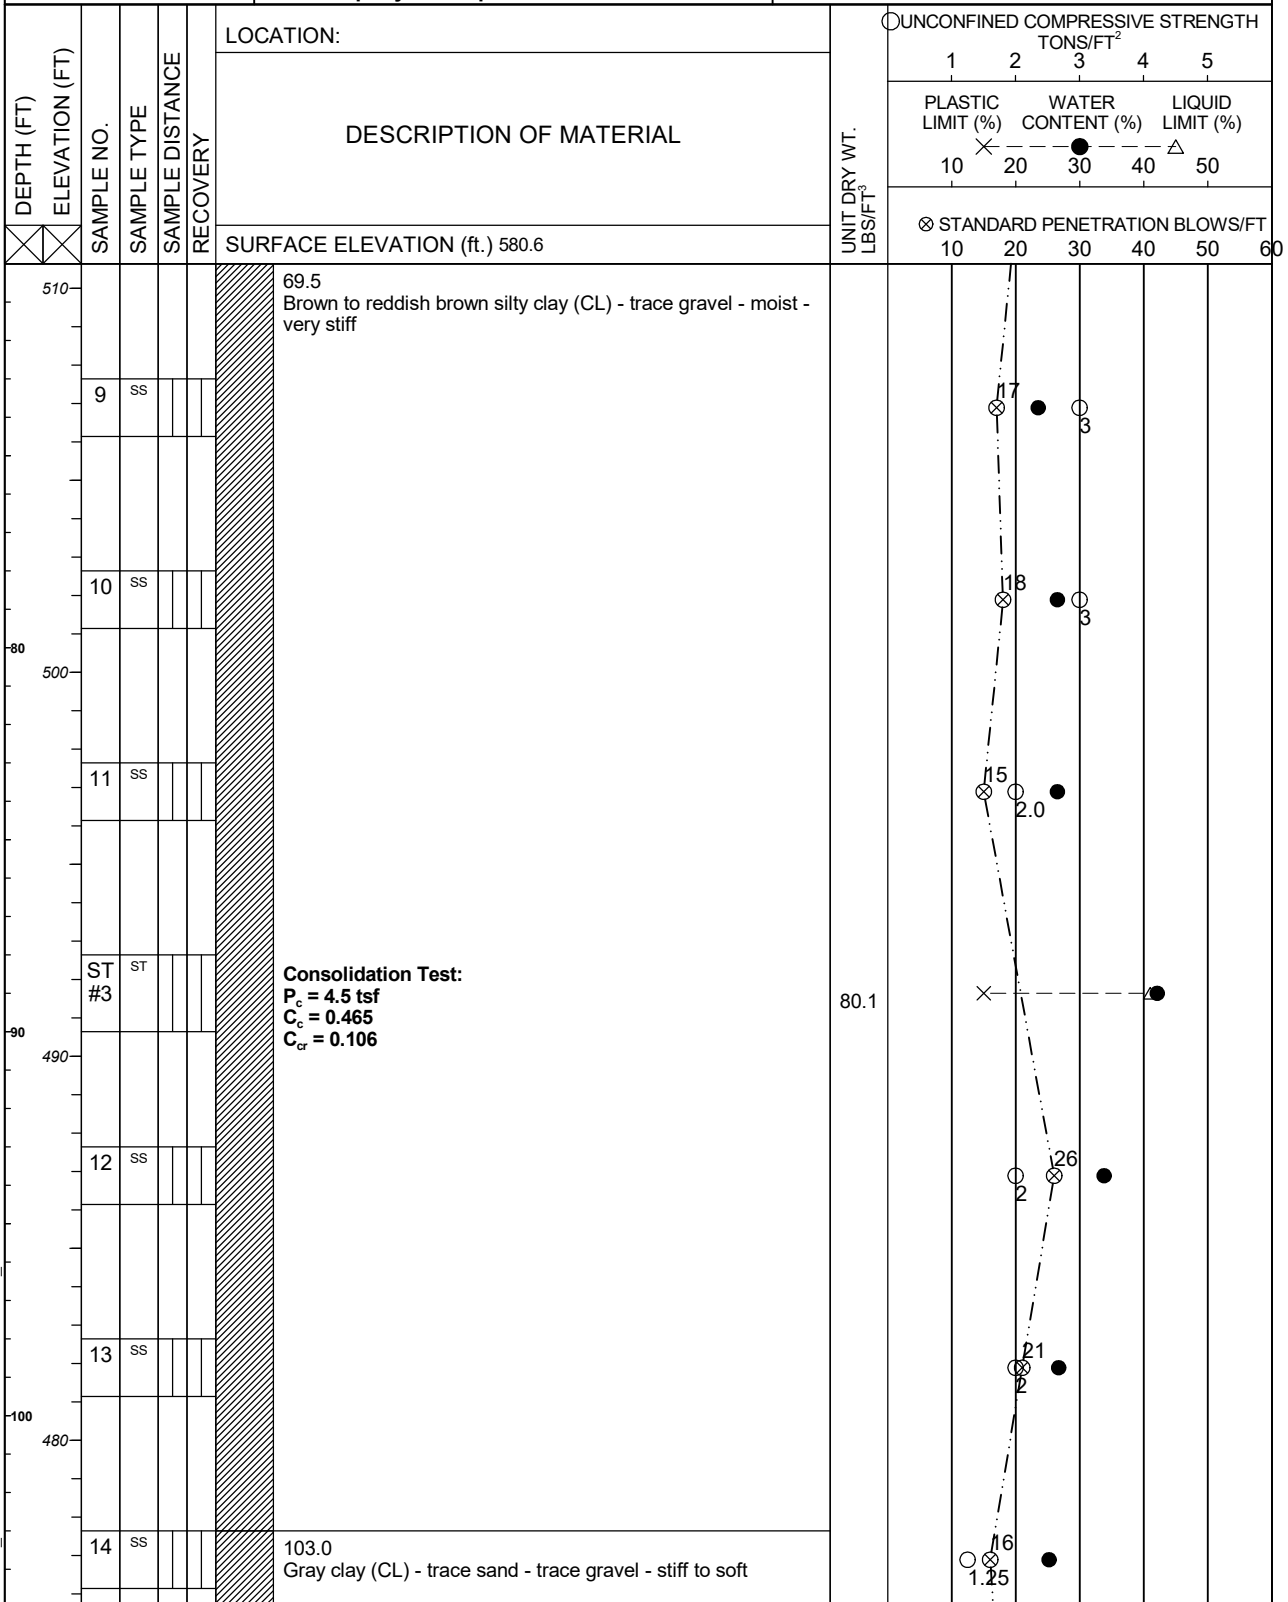 UNCONFINED COMPRESSIVE STRENGTH
TONS/FT²
1 2 3 4 5
PLASTIC LIMIT (%)
WATER CONTENT (%)
LIQUID LIMIT (%)
10 20 30 40 50
STANDARD PENETRATION BLOWS/FT
10 20 30 40 50 60
DEPTH (FT)
ELEVATION (FT)
SAMPLE NO.
SAMPLE TYPE
SAMPLE DISTANCE
RECOVERY
LOCATION:
DESCRIPTION OF MATERIAL
SURFACE ELEVATION (ft.) 580.6
UNIT DRY WT.
LBS/FT³
510
69.5
Brown to reddish brown silty clay (CL) - trace gravel - moist -
very stiff
9 SS 17 3
10 SS 18 3
80
500
11 SS 15 2.0
ST #3 ST
Consolidation Test:
Pc = 4.5 tsf
Cc = 0.465
Ccr = 0.106
80.1
90
490
12 SS 26 2
13 SS 21 2
100
480
14 SS 16 1.25
103.0
Gray clay (CL) - trace sand - trace gravel - stiff to soft